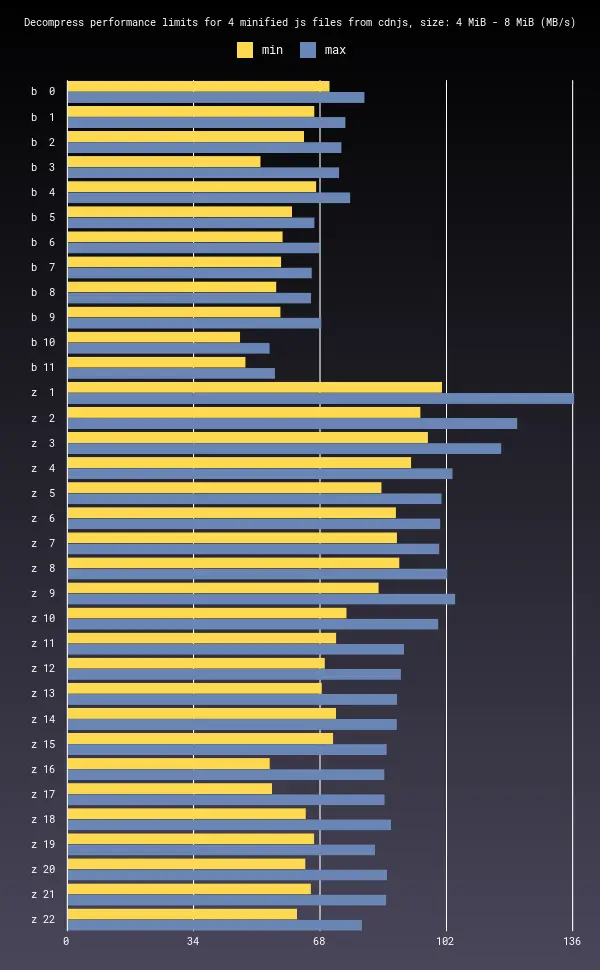 Decompress performance limits for 4 minified js files from cdnjs, size: 4 MiB - 8 MiB (MB/s)
min max
b 0
b 1
b 2
b 3
b 4
b 5
b 6
b 7
b 8
b 9
b 10
b 11
z 1
z 2
z 3
z 4
z 5
z 6
z 7
z 8
z 9
z 10
z 11
z 12
z 13
z 14
z 15
z 16
z 17
z 18
z 19
z 20
z 21
z 22
0 34 68 102 136